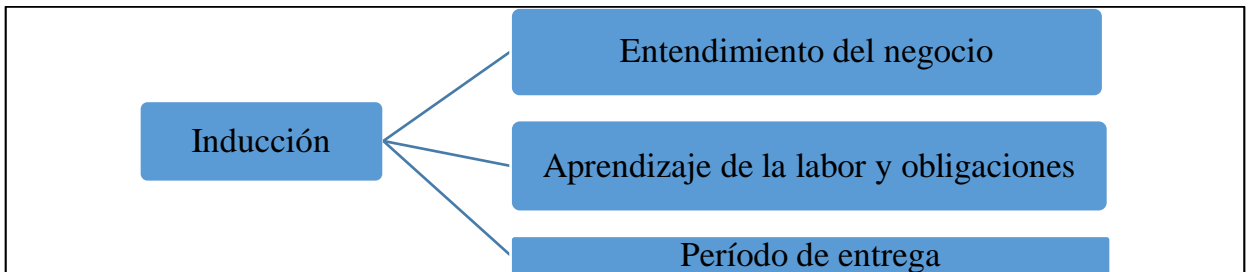 Entendimiento del negocio
Inducción
Aprendizaje de la labor y obligaciones
Período de entrega